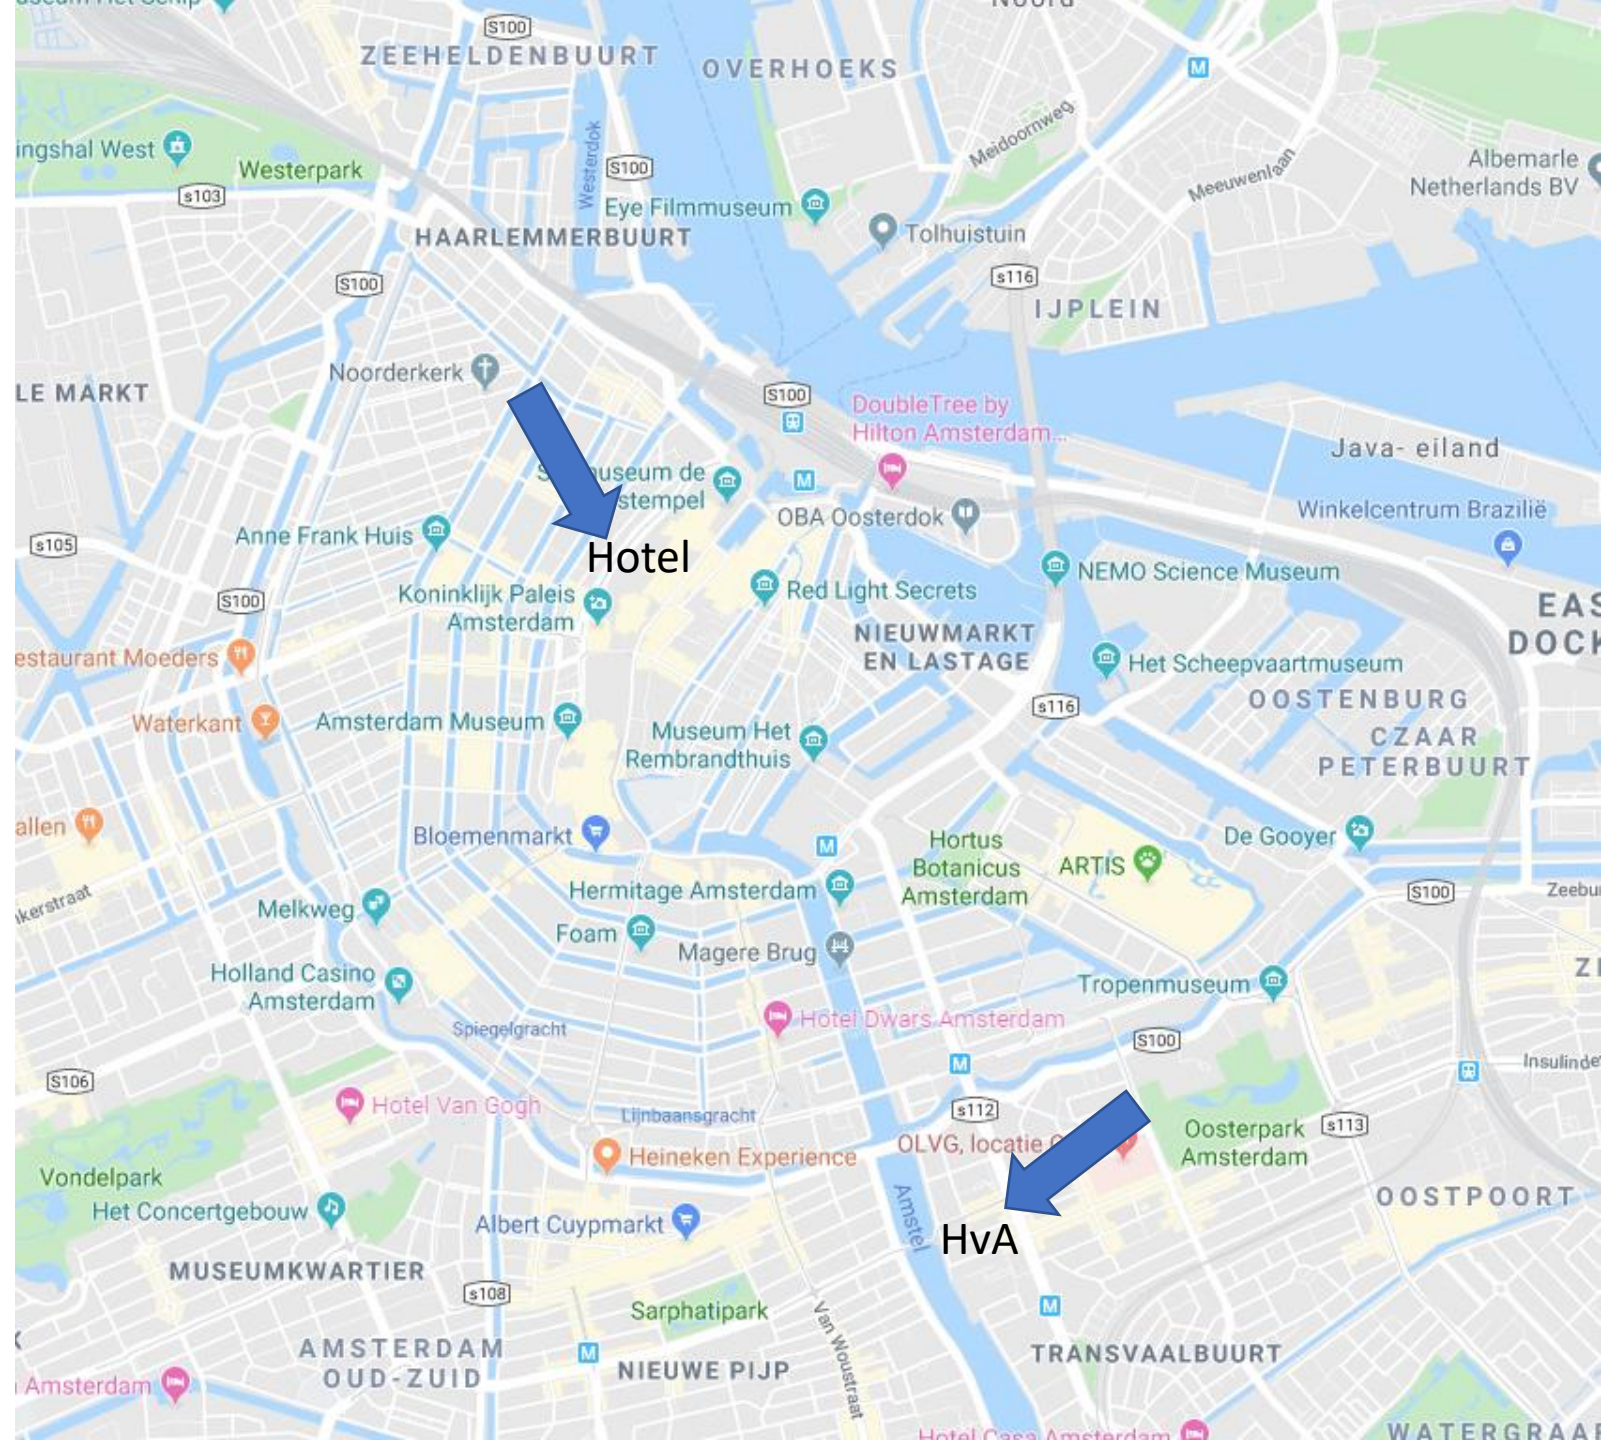 S100
ZEEHELDENBUURT
OVERHOEKS
M
ingshal West
Westerpark
s103
Westerdok
S100
Eye Filmmuseum
Tolhuistuin
Meidoornweg
Meeuwenlaan
Albemarle
Netherlands BV
HAARLEMMERBUURT
S100
s116
IJPLEIN
Noorderkerk
LE MARKT
S100
DoubleTree by
Hilton Amsterdam...
Java- eiland
useum de
stempel
M
OBA Oosterdok
Winkelcentrum Brazilië
Anne Frank Huis
s105
Hotel
Koninklijk Paleis
Amsterdam
Red Light Secrets
NEMO Science Museum
S100
EAS
DOCK
NIEUWMARKT
EN LASTAGE
Het Scheepvaartmuseum
estaurant Moeders
OOSTENBURG
s116
Waterkant
Amsterdam Museum
Museum Het
Rembrandthuis
CZAAR
PETERBUURT
allen
Bloemenmarkt
M
Hortus
Botanicus
Amsterdam
ARTIS
De Gooyer
Hermitage Amsterdam
S100
Zeebu
kerstraat
Melkweg
Foam
Magere Brug
Holland Casino
Amsterdam
Tropenmuseum
Spiegelgracht
Hotel Dwars Amsterdam
S100
M
Insulinde
S106
Hotel Van Gogh
Lijnbaansgracht
s112
OLVG, locatie
Oosterpark
Amsterdam
s113
Heineken Experience
Vondelpark
Het Concertgebouw
Albert Cuypmarkt
Amstel
HvA
OOSTPOORT
MUSEUMKWARTIER
s108
Sarphatipark
Van Woustraat
M
AMSTERDAM
OUD-ZUID
M
NIEUWE PIJP
TRANSVAALBUURT
Amsterdam
Hotel Casa Amsterdam
WATERGRAAF